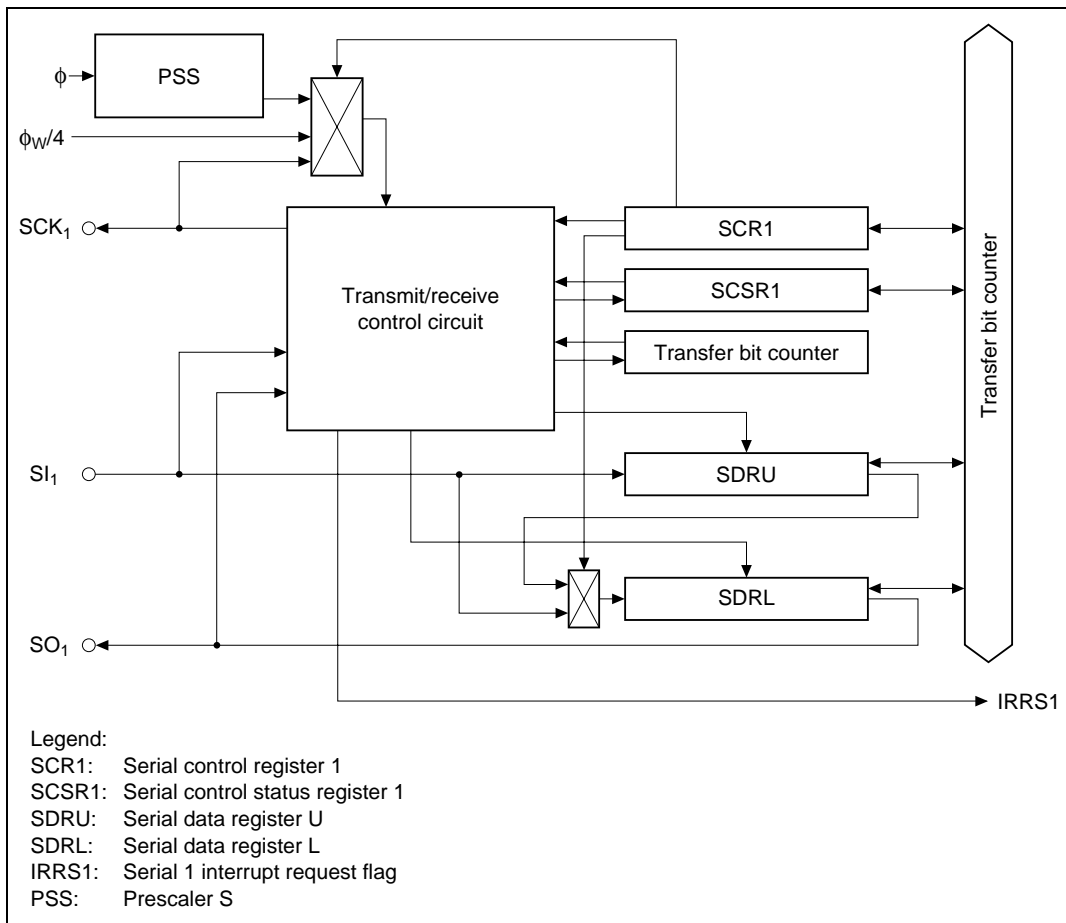 ϕ
PSS
ϕW/4
SCK1
SCR1
SCSR1
Transmit/receive
control circuit
Transfer bit counter
Transfer bit counter
SI1
SDRU
SDRL
SO1
IRRS1
Legend:
SCR1: Serial control register 1
SCSR1: Serial control status register 1
SDRU: Serial data register U
SDRL: Serial data register L
IRRS1: Serial 1 interrupt request flag
PSS: Prescaler S